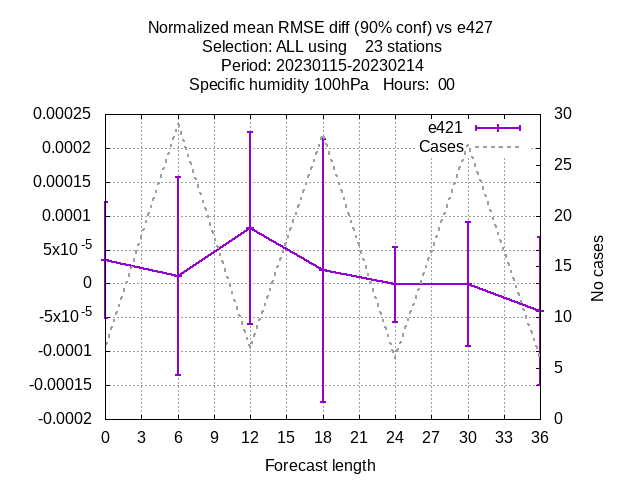 Normalized mean RMSE diff (90% conf) vs e427
Selection: ALL using    23 stations
Period: 20230115-20230214
Specific humidity 100hPa   Hours:  00
0.00025
0.0002
0.00015
0.0001
5x10-5
0
-5x10-5
-0.0001
-0.00015
-0.0002
e421
Cases
30
25
20
15
10
5
0
No cases
0 3 6 9 12 15 18 21 24 27 30 33 36
Forecast length